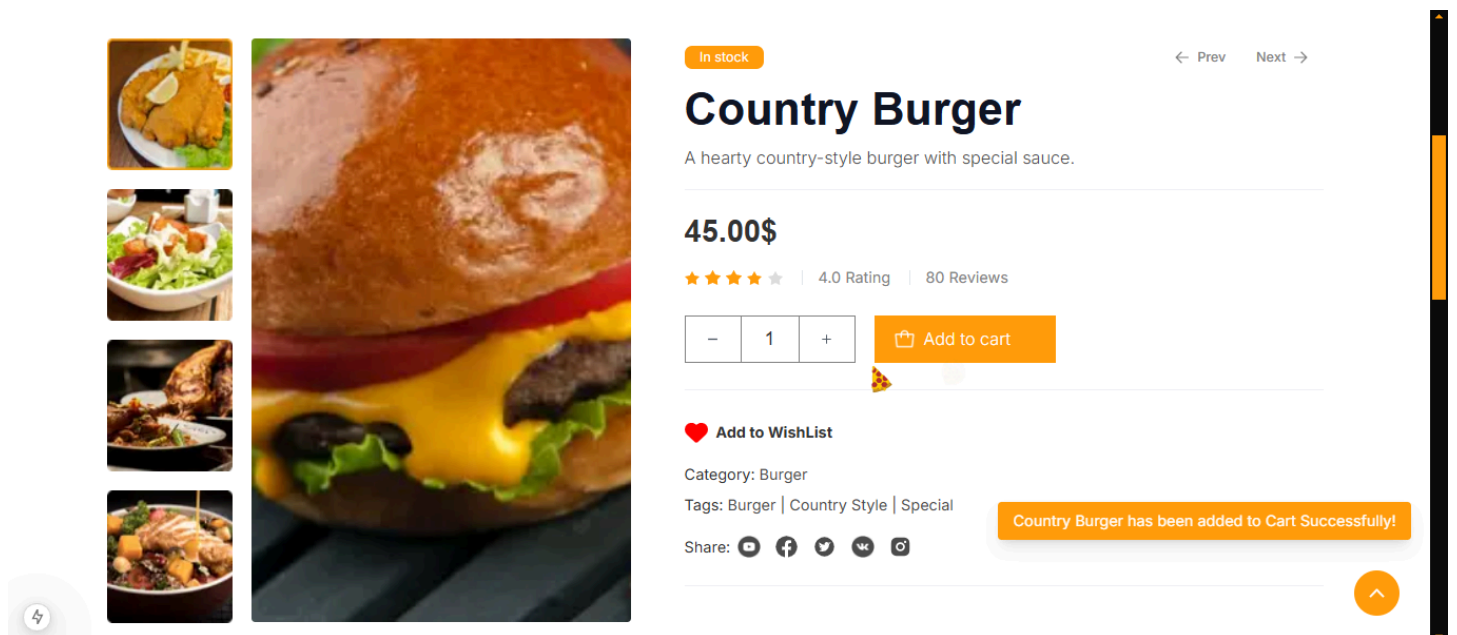 In stock
← Prev
Next →
Country Burger
A hearty country-style burger with special sauce.
45.00$
4.0 Rating
80 Reviews
− 1 +
Add to cart
Add to WishList
Category: Burger
Tags: Burger | Country Style | Special
Country Burger has been added to Cart Successfully!
Share: